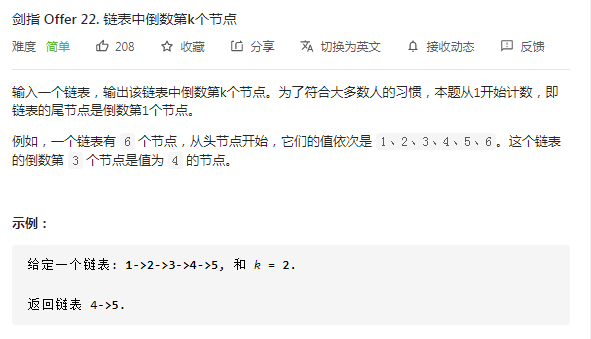 剑指 Offer 22. 链表中倒数第k个节点
难度 简单 208 收藏 分享 切换为英文 接收动态 反馈
输入一个链表，输出该链表中倒数第k个节点。为了符合大多数人的习惯，本题从1开始计数，即
链表的尾节点是倒数第1个节点。
例如，一个链表有 6 个节点，从头节点开始，它们的值依次是 1、2、3、4、5、6。这个链表
的倒数第 3 个节点是值为 4 的节点。
示例：
给定一个链表: 1->2->3->4->5, 和 k = 2.
返回链表 4->5.